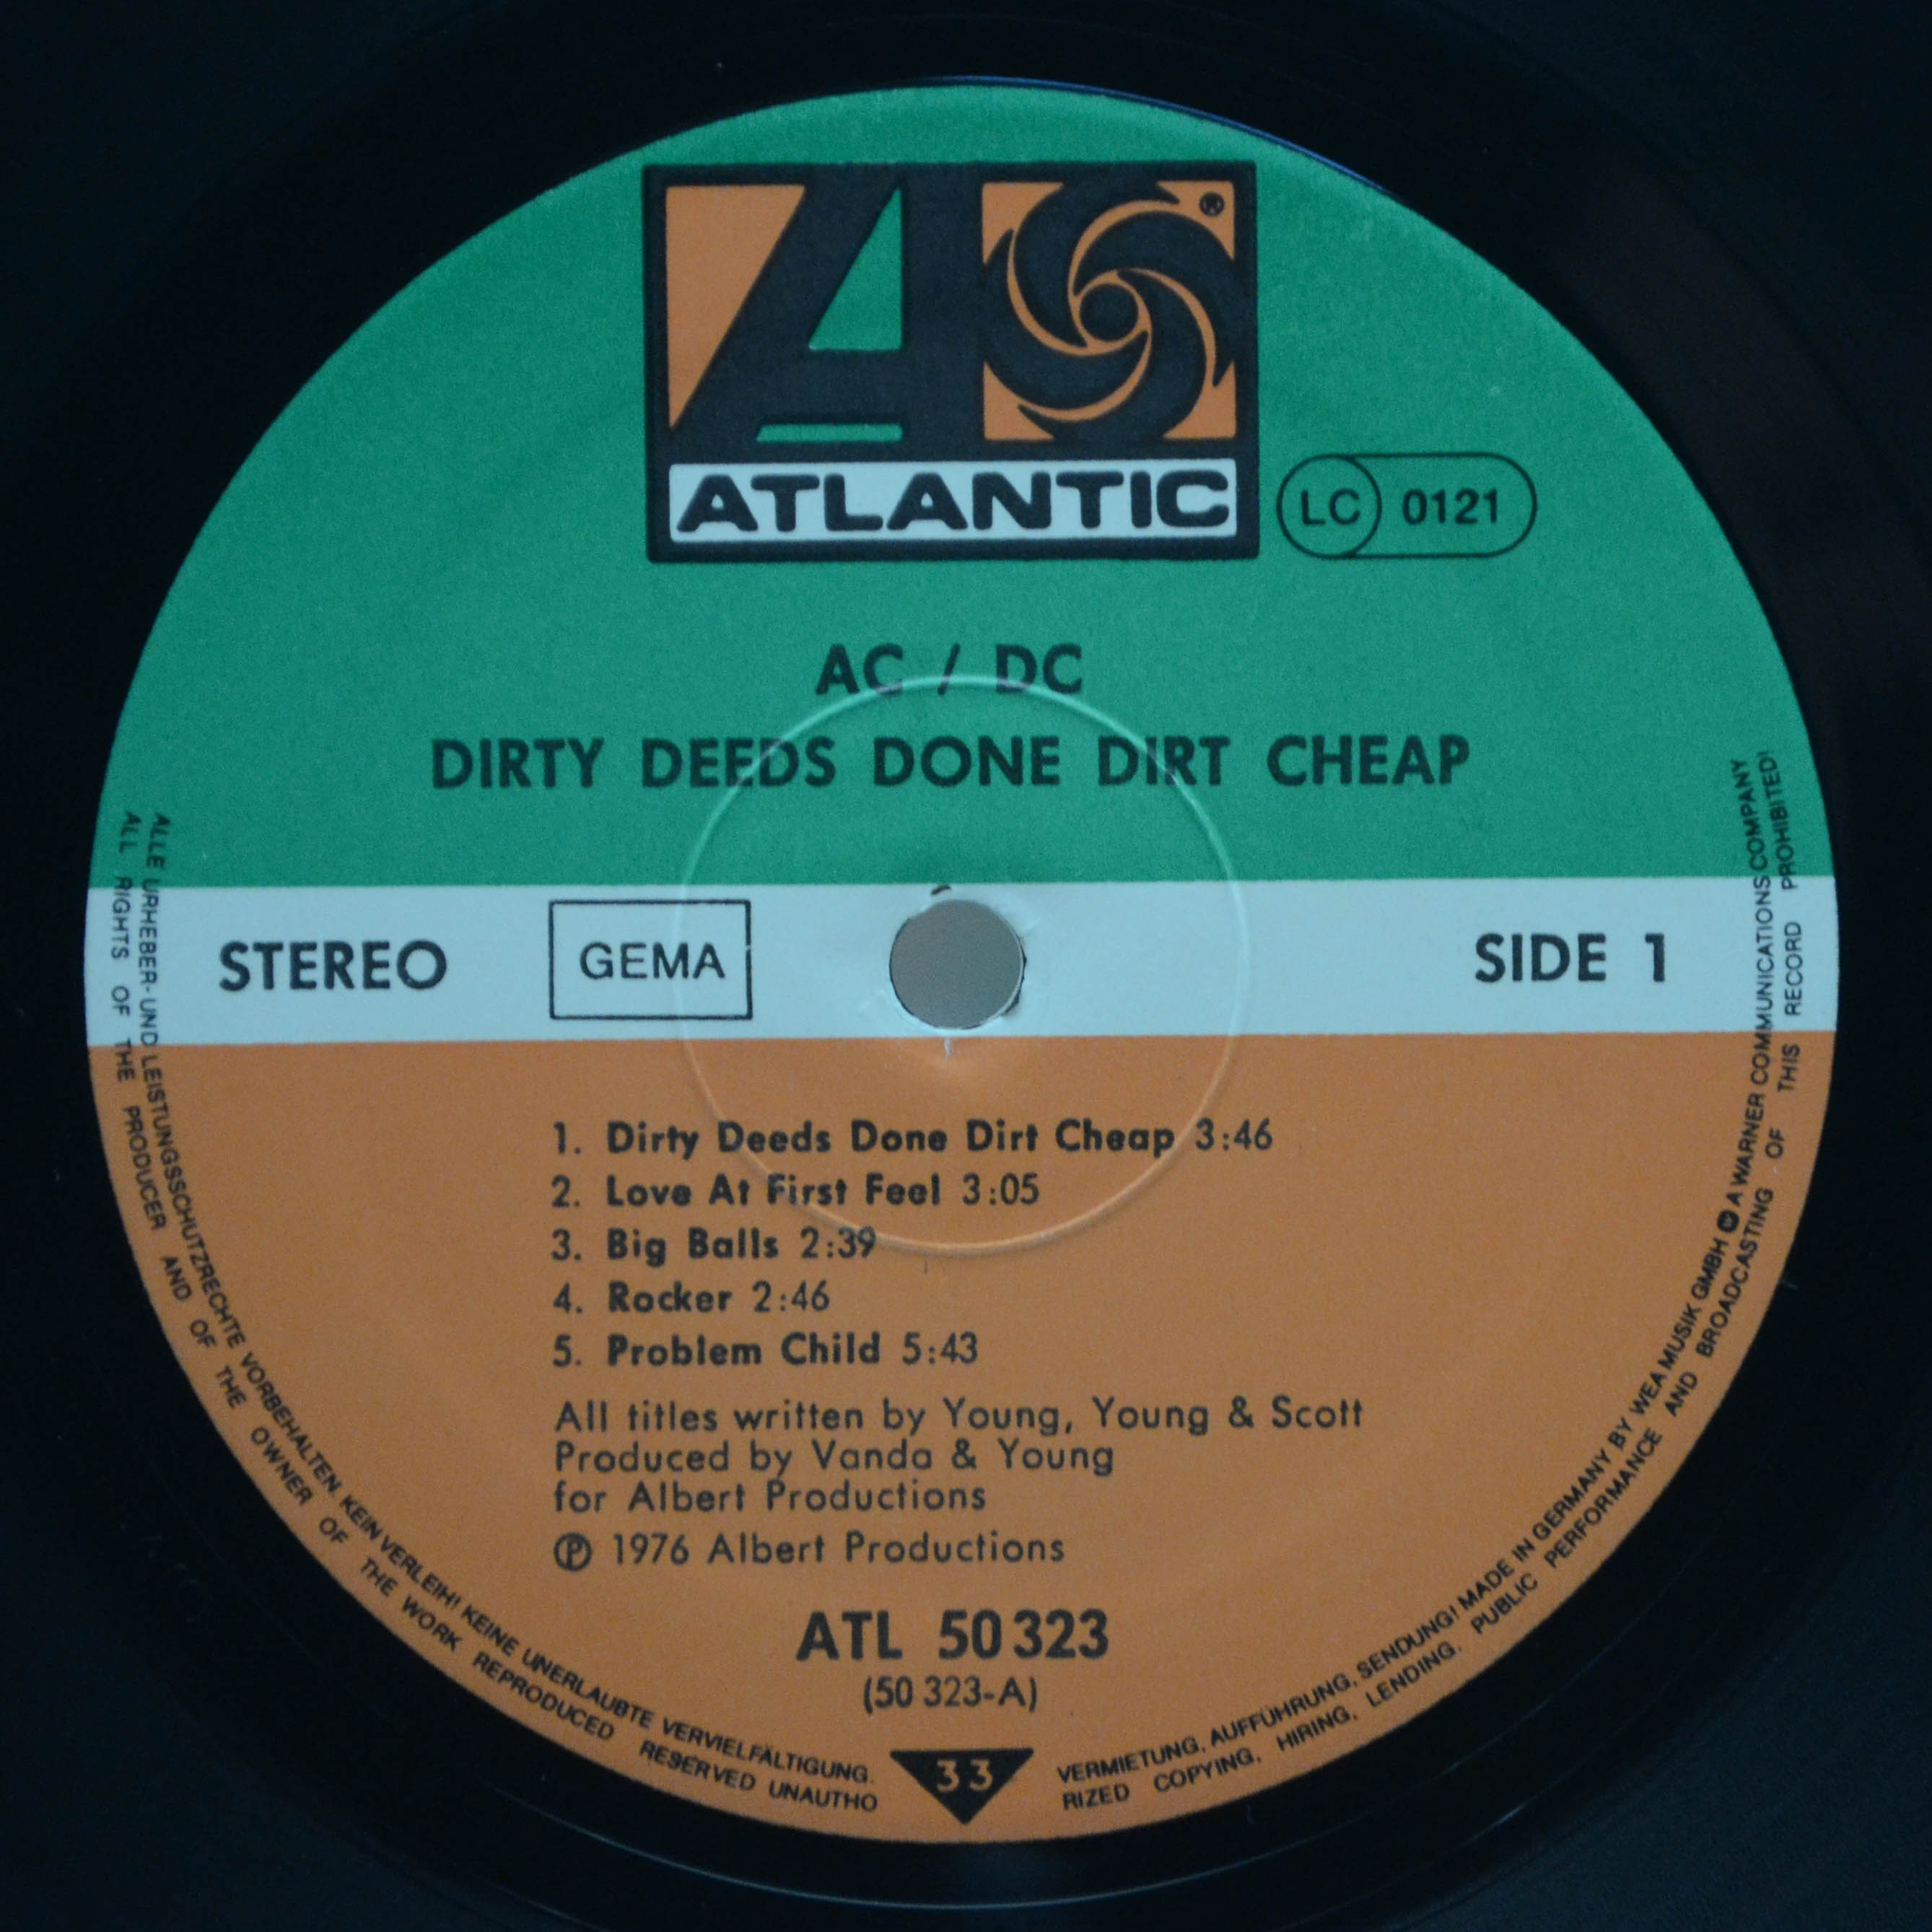 ®
ATLANTIC
LC 0121
AC / DC
DIRTY DEEDS DONE DIRT CHEAP
STEREO GEMA SIDE 1
1. Dirty Deeds Done Dirt Cheap 3:46
2. Love At First Feel 3:05
3. Big Balls 2:39
4. Rocker 2:46
5. Problem Child 5:43
All titles written by Young, Young & Scott
Produced by Vanda & Young
for Albert Productions
℗ 1976 Albert Productions
ATL 50 323
(50 323-A)
33
ALLE URHEBER- UND LEISTUNGSSCHUTZRECHTE VORBEHALTEN. KEIN VERLEIH! KEINE UNERLAUBTE VERVIELFÄLTIGUNG. VERMIETUNG, AUFFÜHRUNG, SENDUNG! MADE IN GERMANY BY WEA MUSIK GMBH A WARNER COMMUNICATIONS COMPANY
ALL RIGHTS OF THE PRODUCER AND OF THE OWNER OF THE WORK REPRODUCED RESERVED UNAUTHO RIZED COPYING, HIRING, LENDING. PUBLIC PERFORMANCE AND BROADCASTING OF THIS RECORD PROHIBITED!